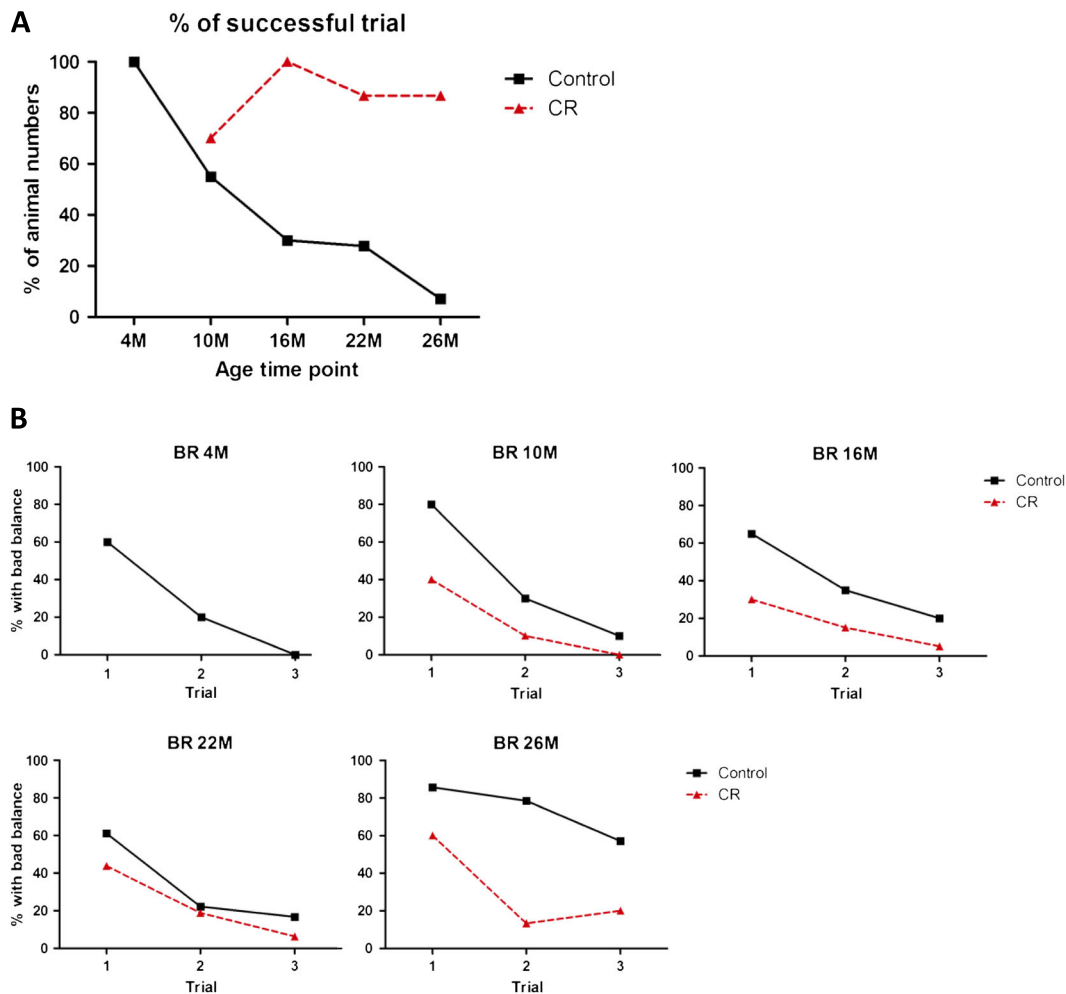 A
% of successful trial
% of animal numbers
100
80
60
40
20
0
4M 10M 16M 22M 26M
Age time point
Control
CR
B
BR 4M
% with bad balance
100
80
60
40
20
0
1 2 3
Trial
BR 10M
100
80
60
40
20
0
1 2 3
Trial
BR 16M
100
80
60
40
20
0
1 2 3
Trial
Control
CR
BR 22M
% with bad balance
100
80
60
40
20
0
1 2 3
Trial
BR 26M
100
80
60
40
20
0
1 2 3
Trial
Control
CR